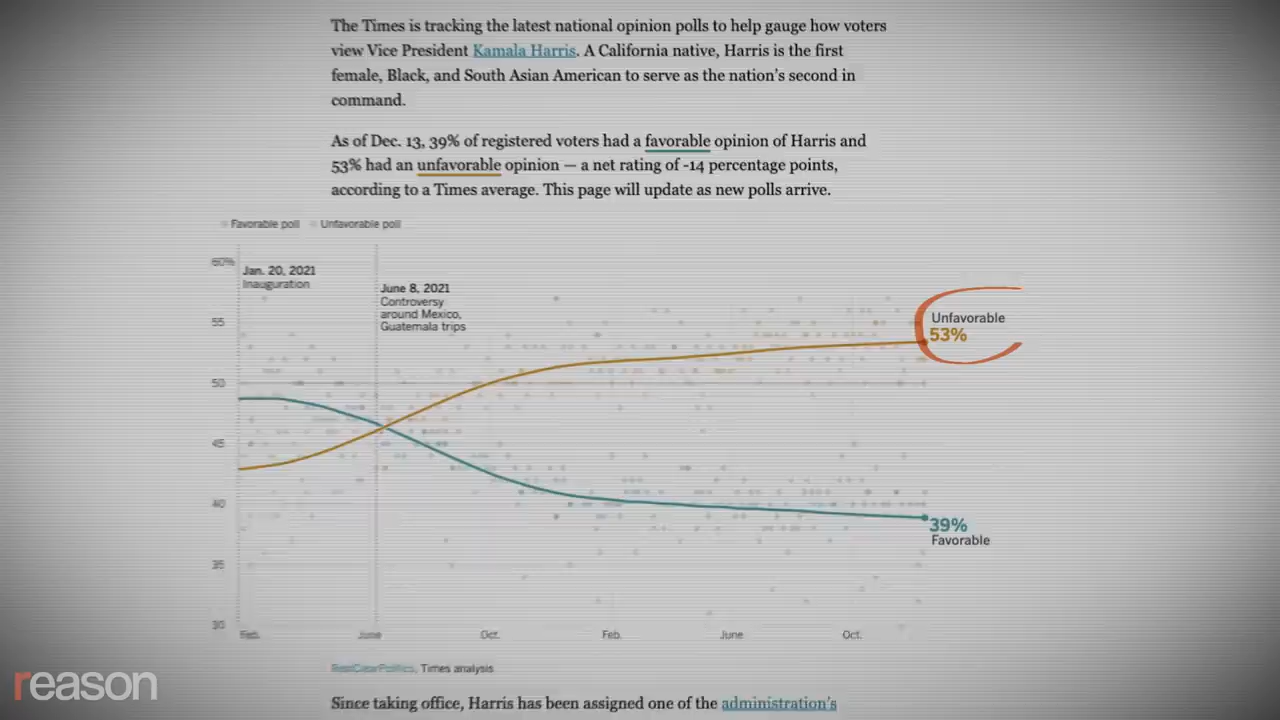 The Times is tracking the latest national opinion polls to help gauge how voters
view Vice President Kamala Harris. A California native, Harris is the first
female, Black, and South Asian American to serve as the nation's second in
command.
As of Dec. 13, 39% of registered voters had a favorable opinion of Harris and
53% had an unfavorable opinion — a net rating of -14 percentage points,
according to a Times average. This page will update as new polls arrive.
Favorable poll Unfavorable poll
60%
Jan. 20, 2021
Inauguration
June 8, 2021
Controversy
around Mexico,
Guatemala trips
55
Unfavorable
53%
50
45
40
39%
Favorable
35
30
Feb. June Oct. Feb. June Oct.
RealClearPolitics, Times analysis
reason
Since taking office, Harris has been assigned one of the administration's